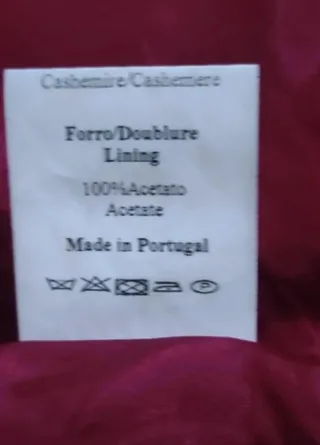 Cashemire/Cashemere
Forro/Doublure
Lining
100%Acetato
Acetate
Made in Portugal
P